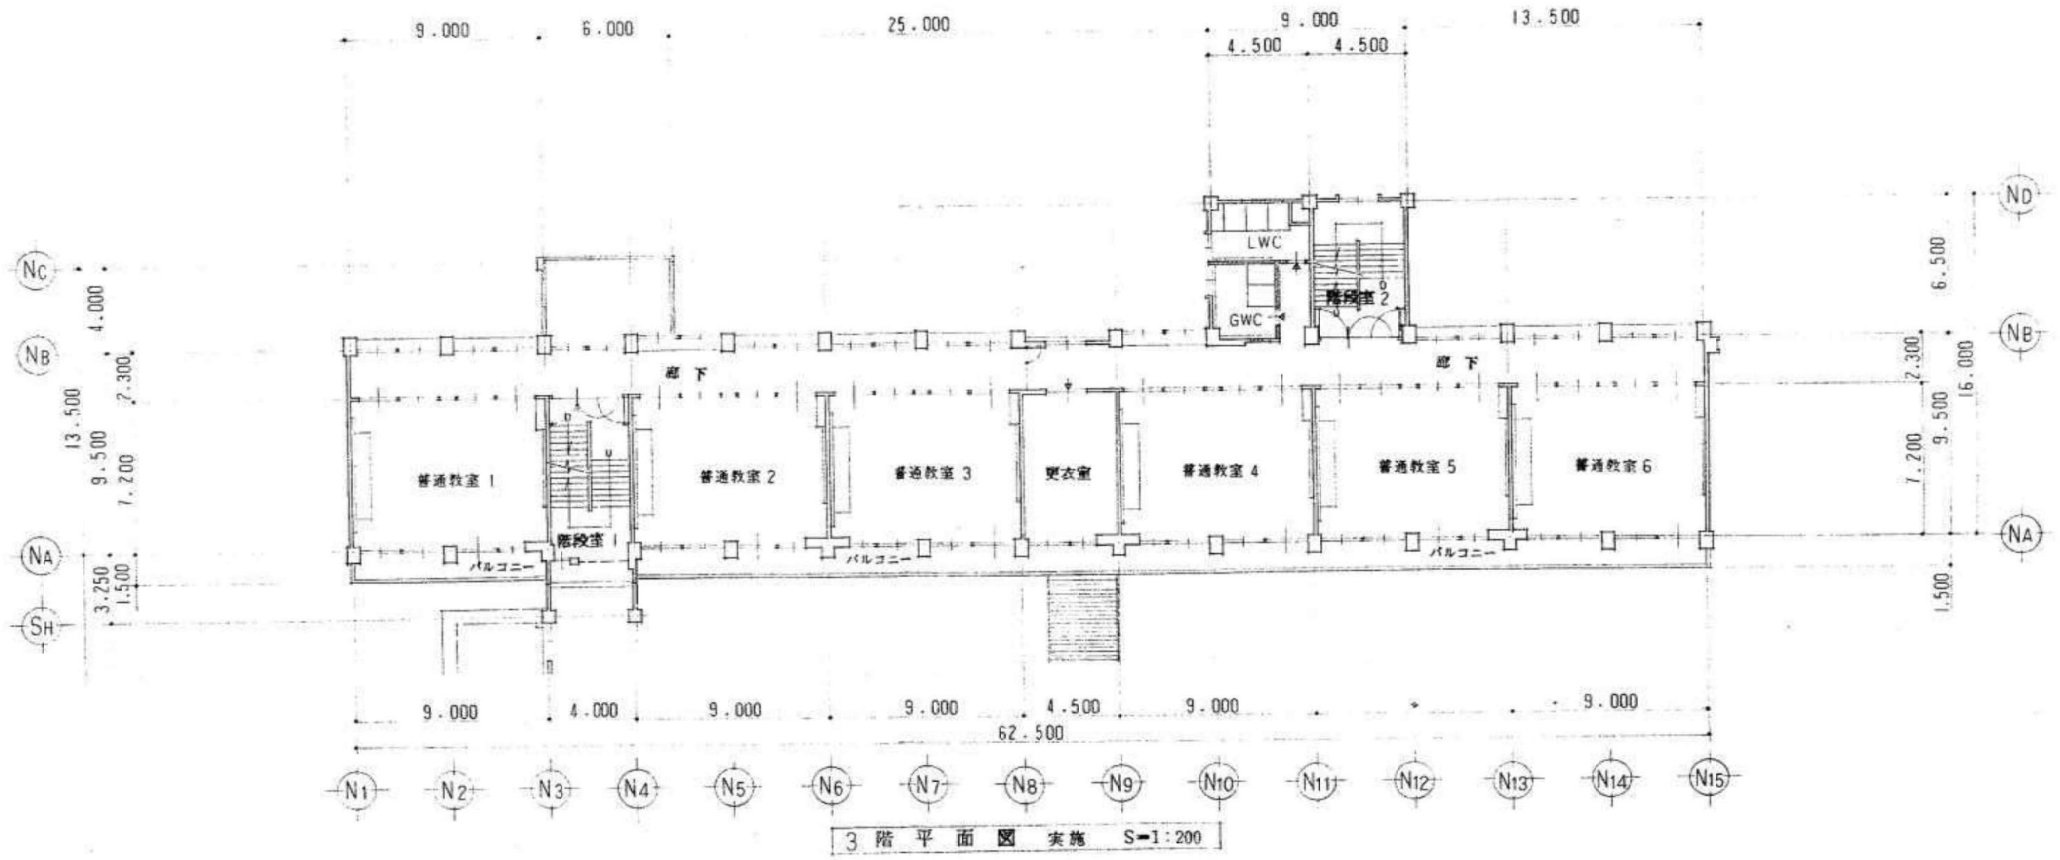 9.000 6.000 25.000 9.000 13.500
4.500 4.500
ND
LWC
NC
6.500
4.000
階段室2
D
U
GWC
NB
NB
廊下
廊下
2.300
2.300
16.000
13.500
9.500
7.200
9.500
7.200
D
U
普通教室1
普通教室2
普通教室3
更衣室
普通教室4
普通教室5
普通教室6
階段室1
NA
NA
バルコニー
バルコニー
バルコニー
3.250
1.500
1.500
SH
9.000 4.000 9.000 9.000 4.500 9.000 9.000
62.500
N1 N2 N3 N4 N5 N6 N7 N8 N9 N10 N11 N12 N13 N14 N15
3階平面図 実施 S=1:200